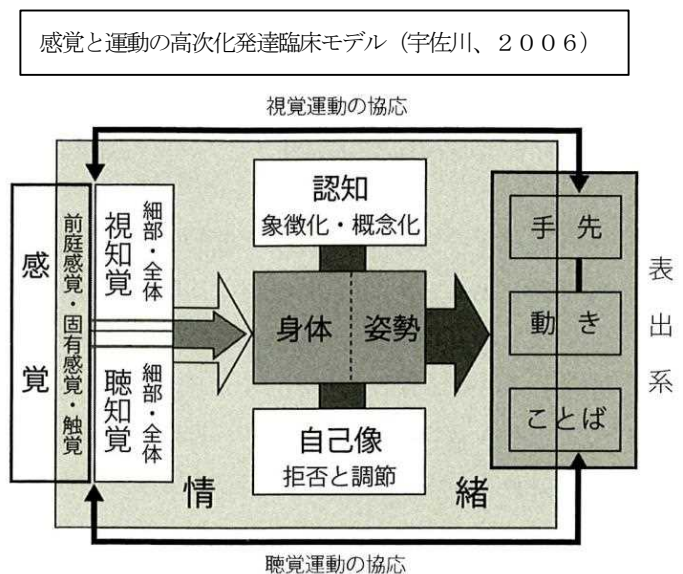 感覚と運動の高次化発達臨床モデル（宇佐川、２００６）
視覚運動の協応
感覚
前庭感覚・固有感覚・触覚
視知覚
細部・全体
聴知覚
細部・全体
認知
象徴化・概念化
身体
姿勢
自己像
拒否と調節
情緒
手先
動き
ことば
表出系
聴覚運動の協応